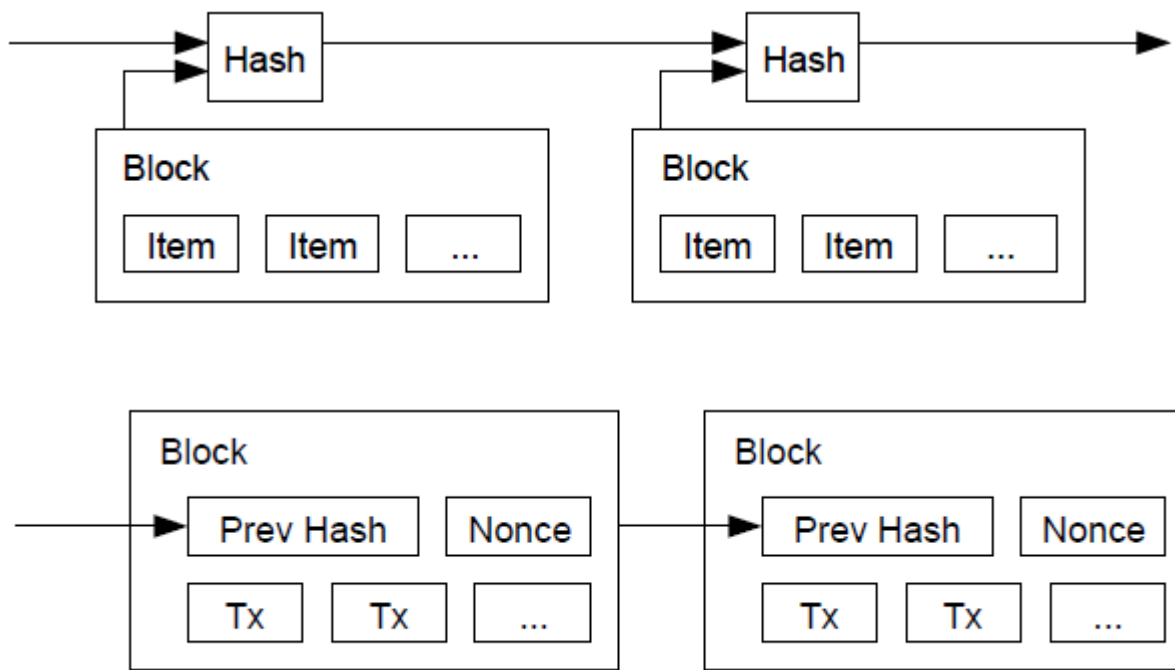 Hash Hash
Block Block
Item Item ... Item Item ...
Block Block
Prev Hash Nonce Prev Hash Nonce
Tx Tx ... Tx Tx ...